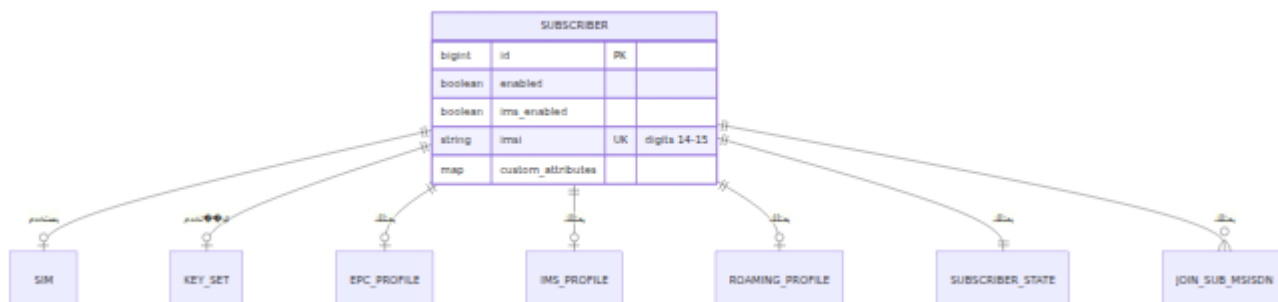 SUBSCRIBER
bigint id PK
boolean enabled
boolean ims_enabled
string imsi UK digits 14-15
map custom_attributes
SIM KEY_SET EPC_PROFILE IMS_PROFILE ROAMING_PROFILE SUBSCRIBER_STATE JOIN_SUB_MSISDN